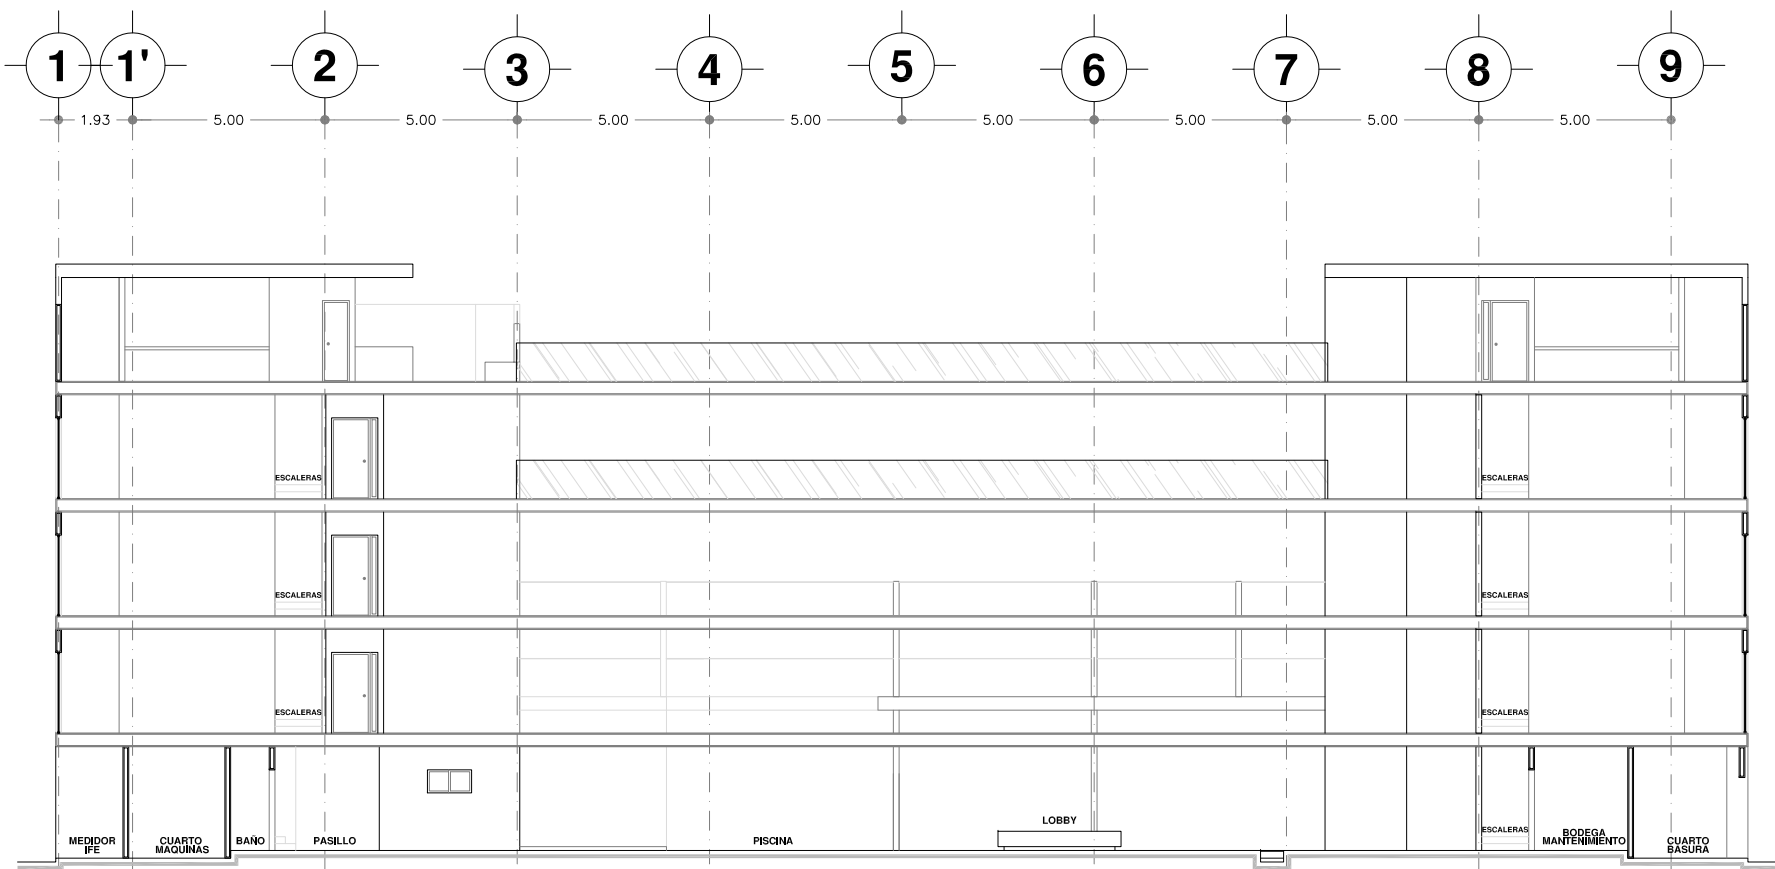 1 1' 2 3 4 5 6 7 8 9
1.93 5.00 5.00 5.00 5.00 5.00 5.00 5.00 5.00
ESCALERAS ESCALERAS
ESCALERAS ESCALERAS
ESCALERAS ESCALERAS
LOBBY
ESCALERAS
MEDIDOR
IFE
CUARTO
MAQUINAS
BAÑO
PASILLO
PISCINA
BODEGA
MANTENIMIENTO
CUARTO
BASURA